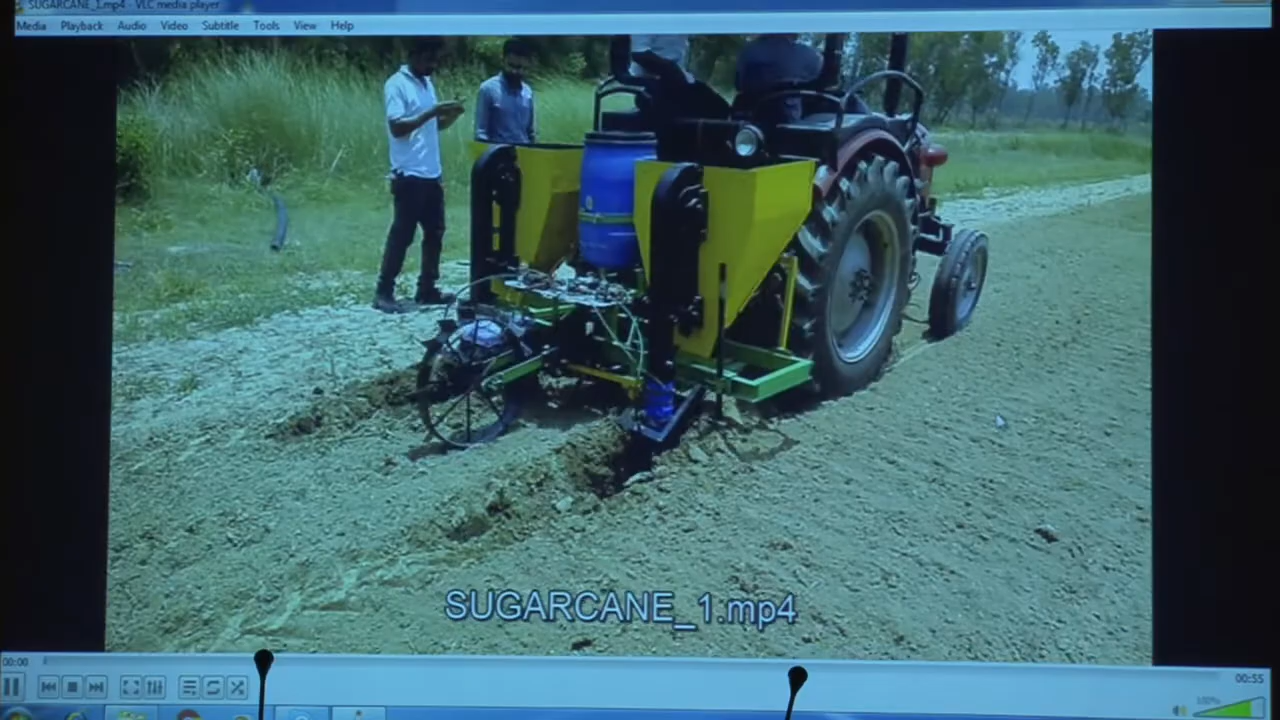 SUGARCANE_1.mp4 - VLC media player
Media Playback Audio Video Subtitle Tools View Help
SUGARCANE_1.mp4
00:00
00:55
100%